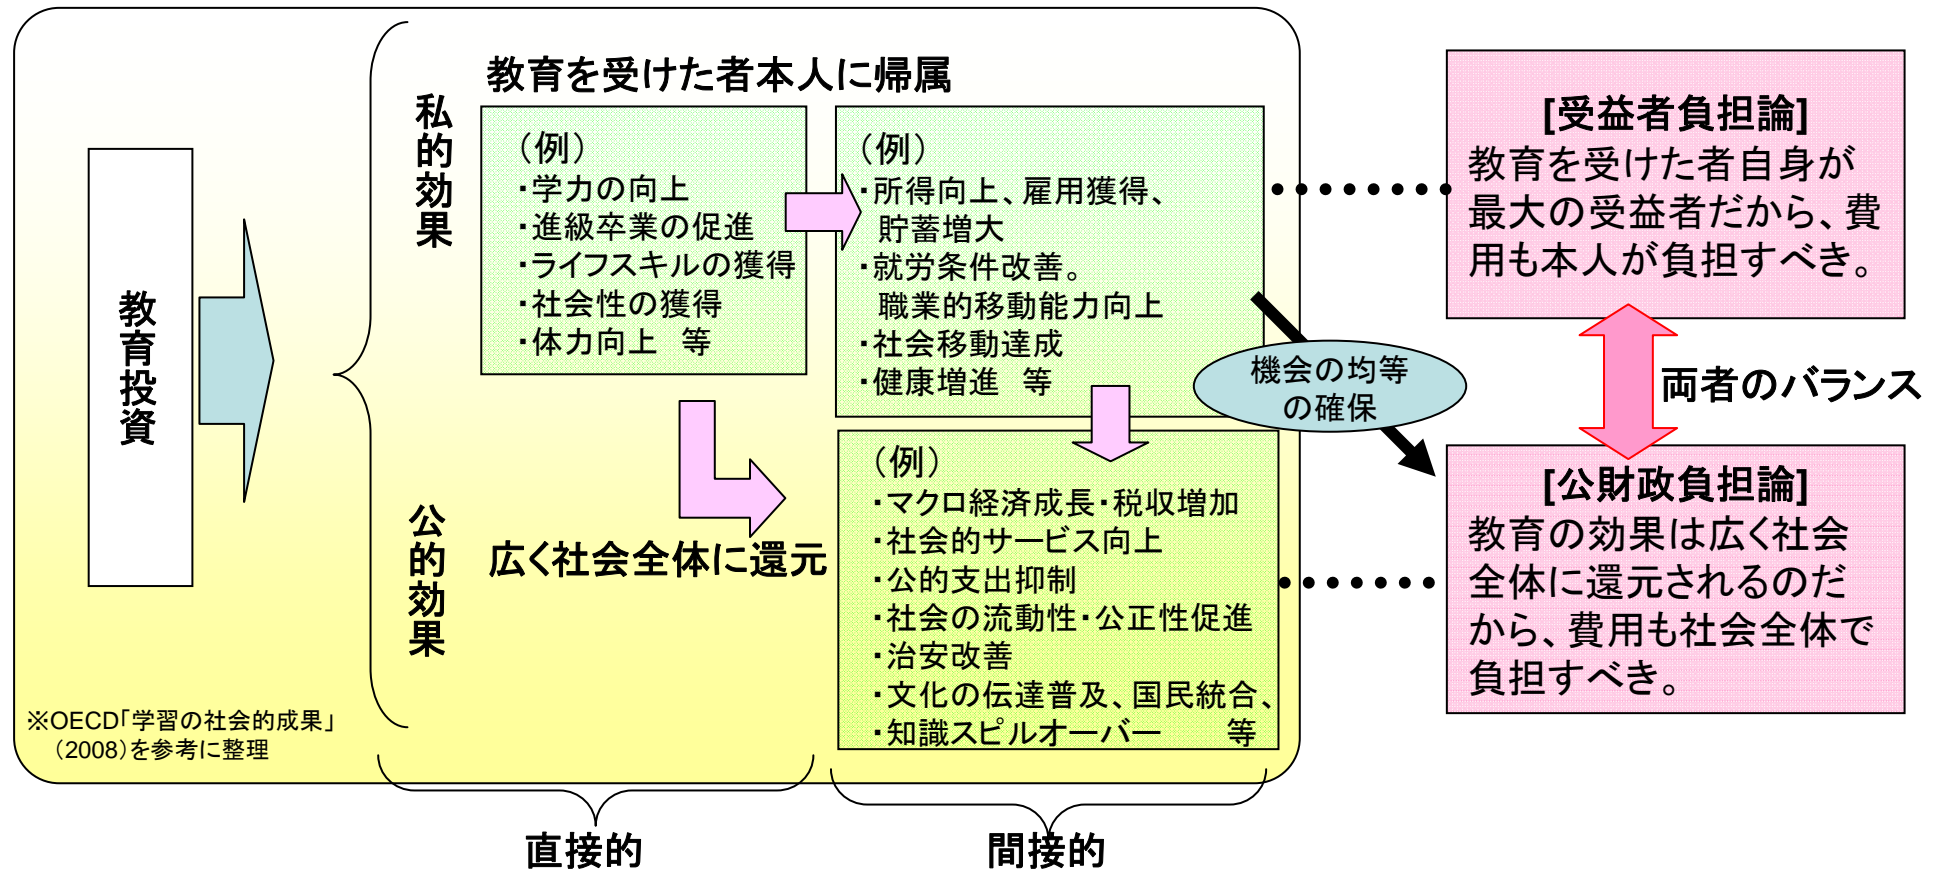 教育投資
私的効果
教育を受けた者本人に帰属
（例）
・学力の向上
・進級卒業の促進
・ライフスキルの獲得
・社会性の獲得
・体力向上　等
（例）
・所得向上、雇用獲得、
貯蓄増大
・就労条件改善。
職業的移動能力向上
・社会移動達成
・健康増進　等
公的効果
広く社会全体に還元
（例）
・マクロ経済成長・税収増加
・社会的サービス向上
・公的支出抑制
・社会の流動性・公正性促進
・治安改善
・文化の伝達普及、国民統合、
・知識スピルオーバー　　等
※OECD「学習の社会的成果」
（2008）を参考に整理
直接的
間接的
機会の均等
の確保
[受益者負担論]
教育を受けた者自身が
最大の受益者だから、費
用も本人が負担すべき。
両者のバランス
[公財政負担論]
教育の効果は広く社会
全体に還元されるのだ
から、費用も社会全体で
負担すべき。